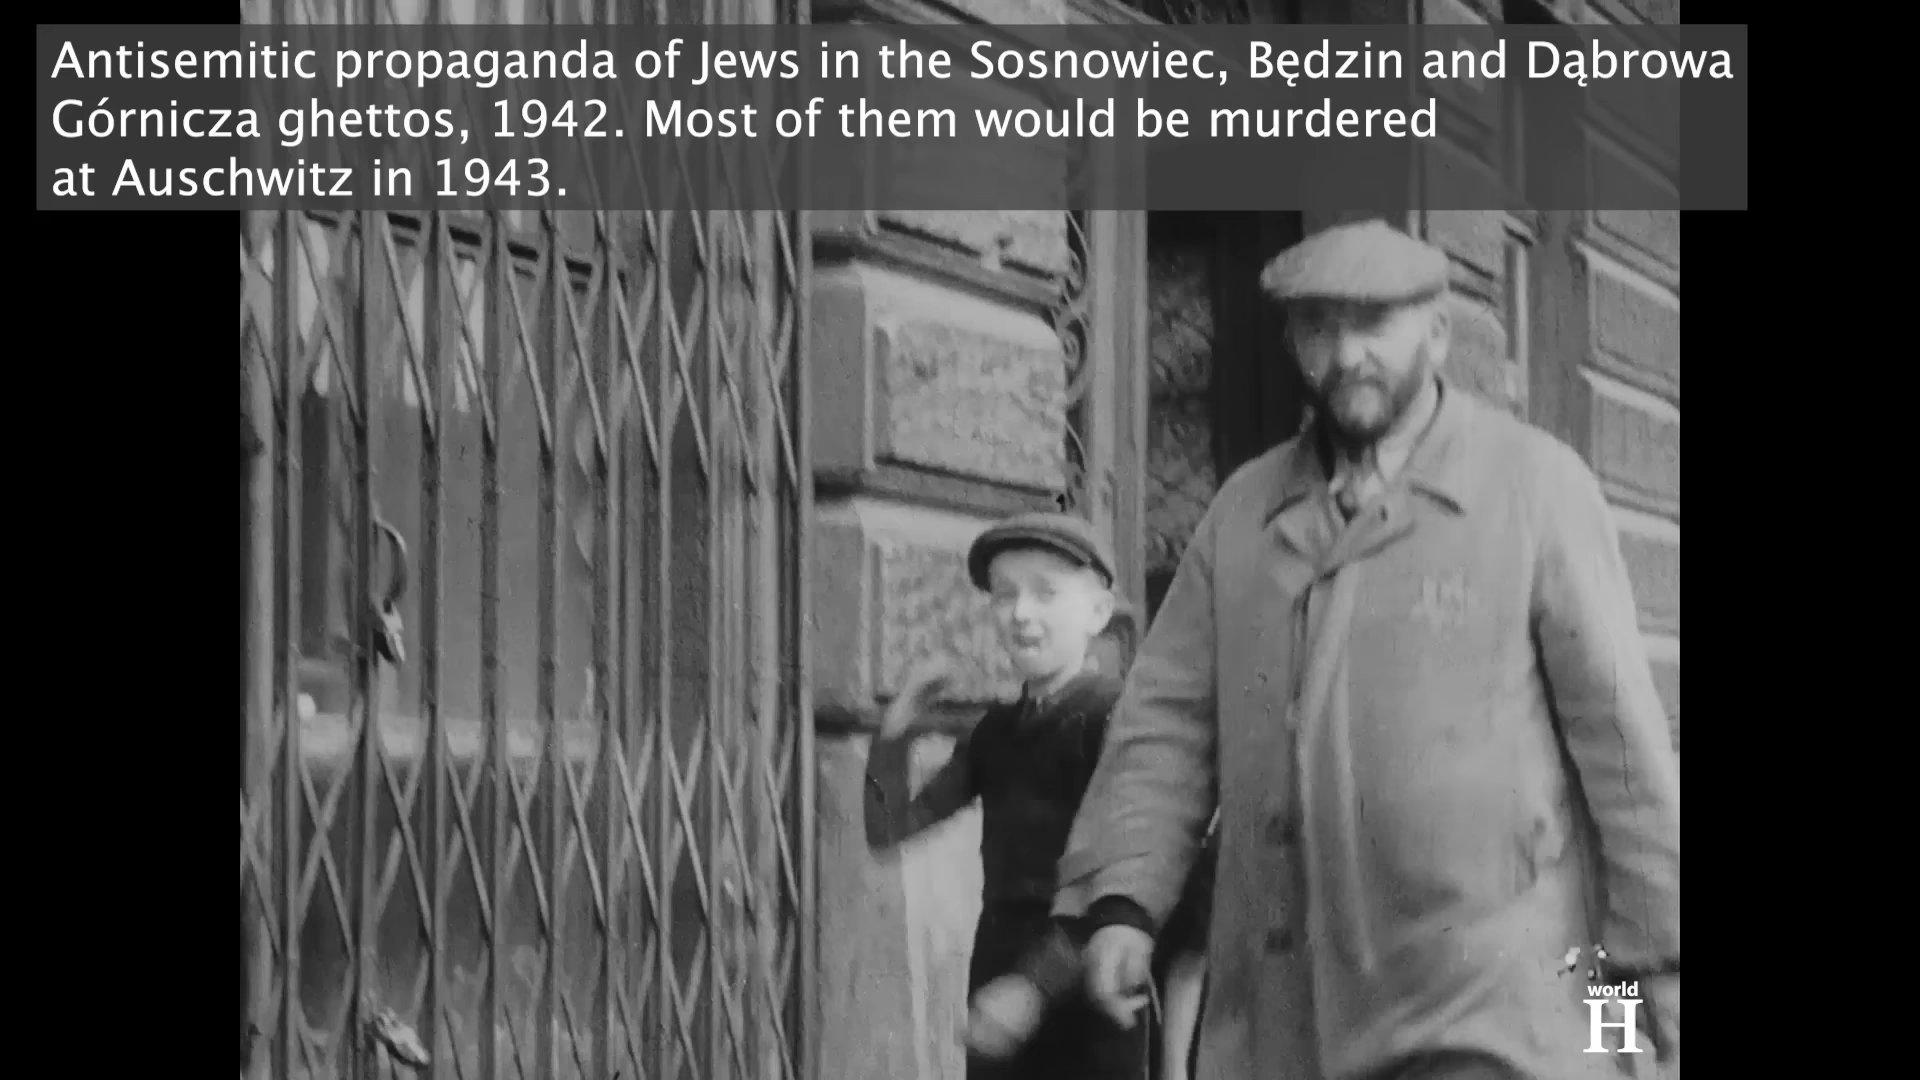 Antisemitic propaganda of Jews in the Sosnowiec, Będzin and Dąbrowa
Górnicza ghettos, 1942. Most of them would be murdered
at Auschwitz in 1943.
world
H